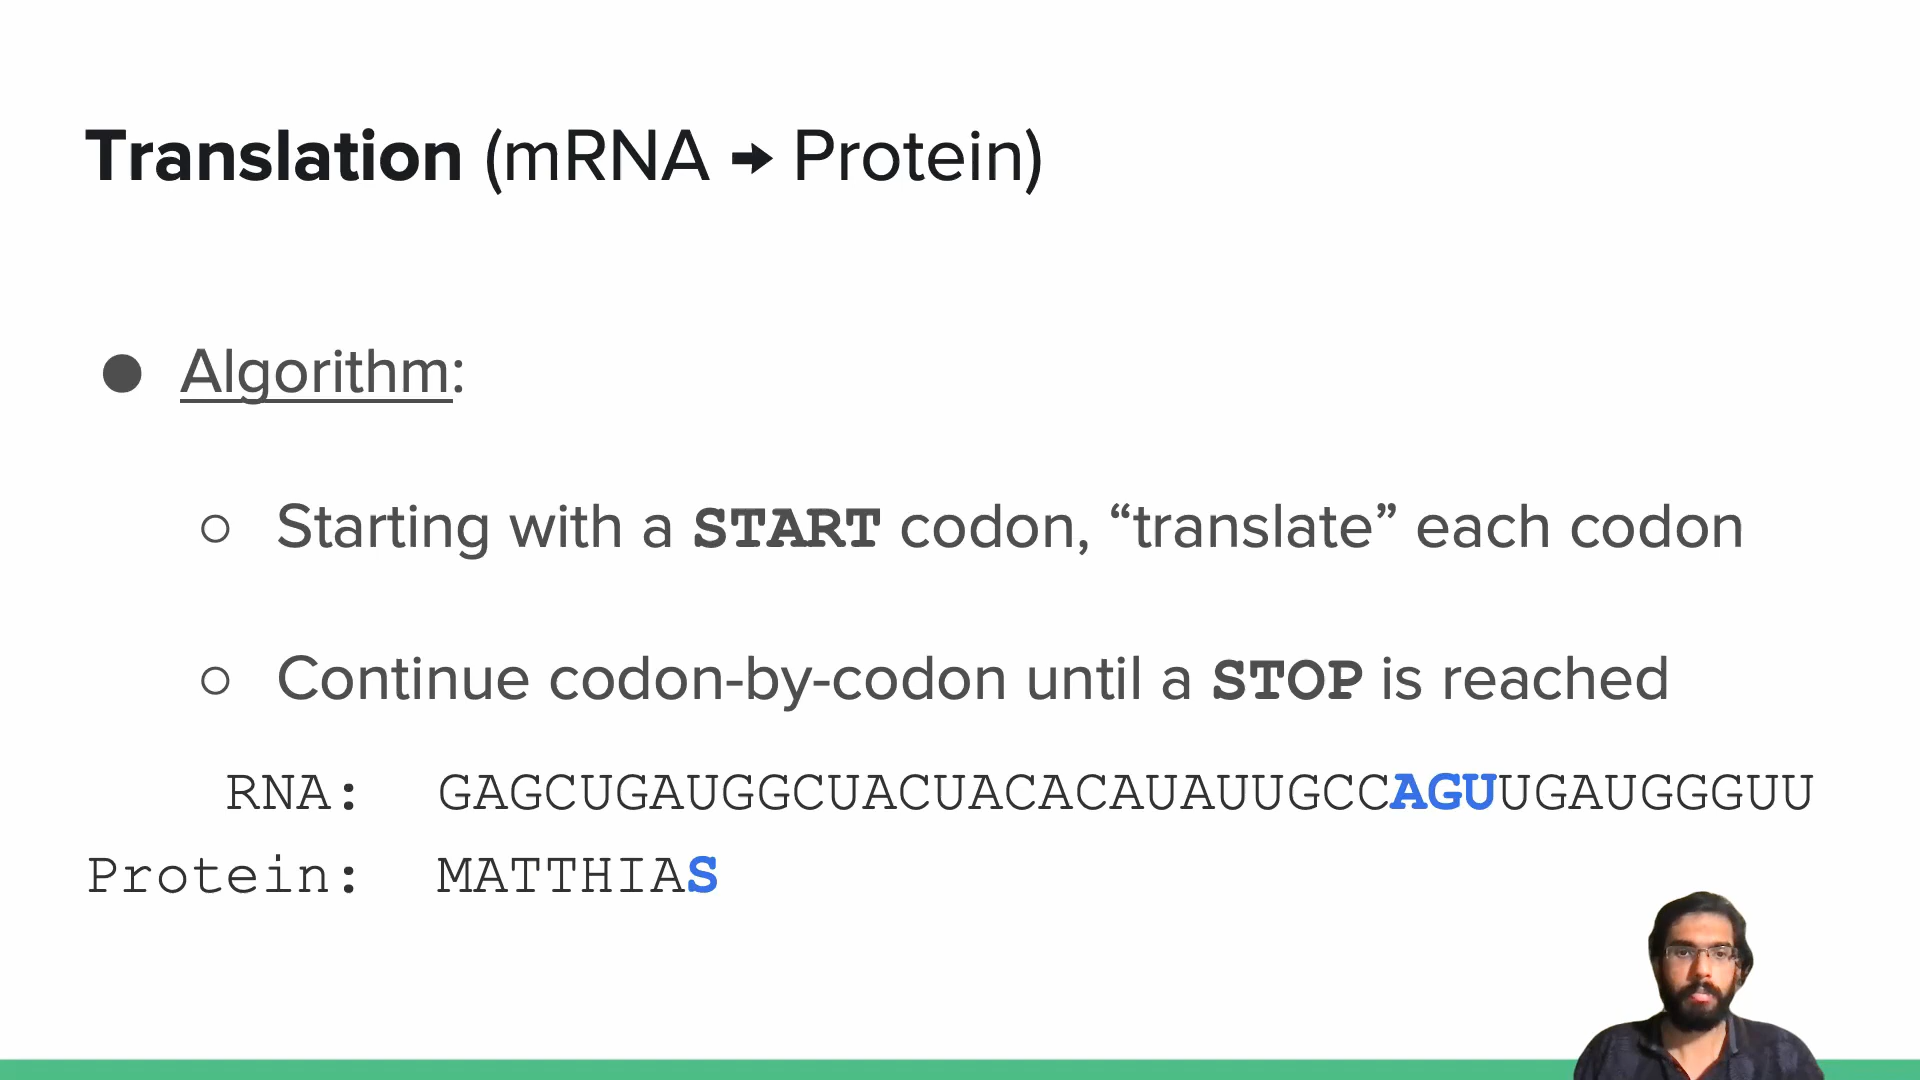 Translation (mRNA → Protein)
● Algorithm:
○ Starting with a START codon, “translate” each codon
○ Continue codon-by-codon until a STOP is reached
RNA: GAGCUGAUGGCUACUACACAUAUUGCCAGUUGAUGGGUU
Protein: MATTHIAS